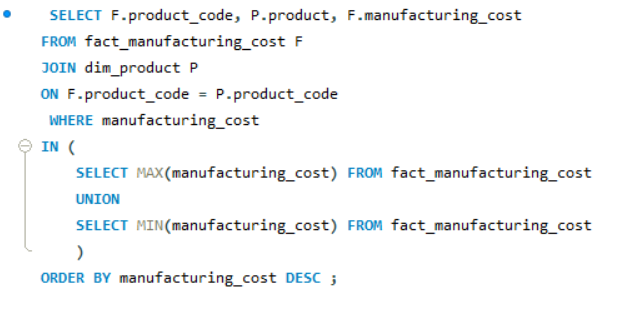 SELECT F.product_code, P.product, F.manufacturing_cost
FROM fact_manufacturing_cost F
JOIN dim_product P
ON F.product_code = P.product_code
WHERE manufacturing_cost
IN (
SELECT MAX(manufacturing_cost) FROM fact_manufacturing_cost
UNION
SELECT MIN(manufacturing_cost) FROM fact_manufacturing_cost
)
ORDER BY manufacturing_cost DESC ;